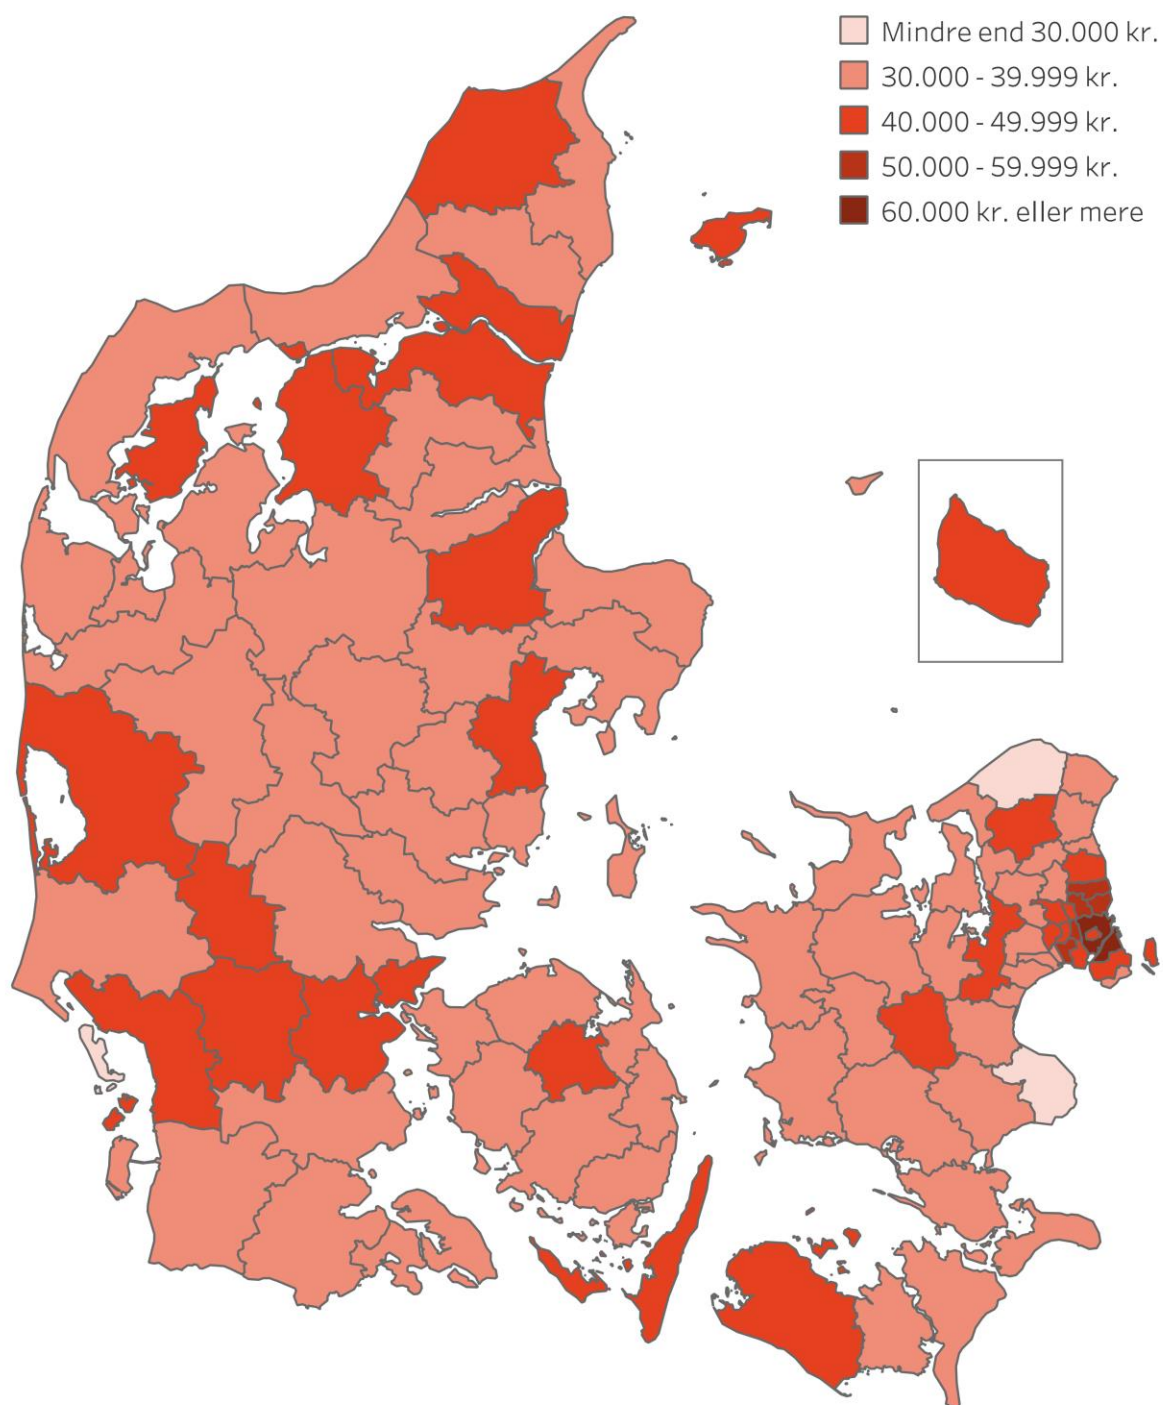 Mindre end 30.000 kr.
30.000 - 39.999 kr.
40.000 - 49.999 kr.
50.000 - 59.999 kr.
60.000 kr. eller mere